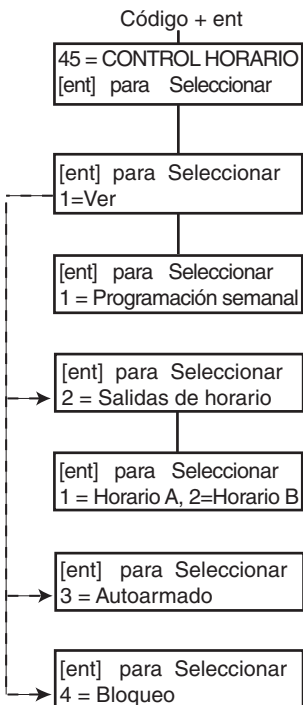 Código + ent
45 = CONTROL HORARIO
[ent] para Seleccionar
[ent] para Seleccionar
1=Ver
[ent] para Seleccionar
1 = Programación semanal
[ent] para Seleccionar
2 = Salidas de horario
[ent] para Seleccionar
1 = Horario A, 2=Horario B
[ent] para Seleccionar
3 = Autoarmado
[ent] para Seleccionar
4 = Bloqueo